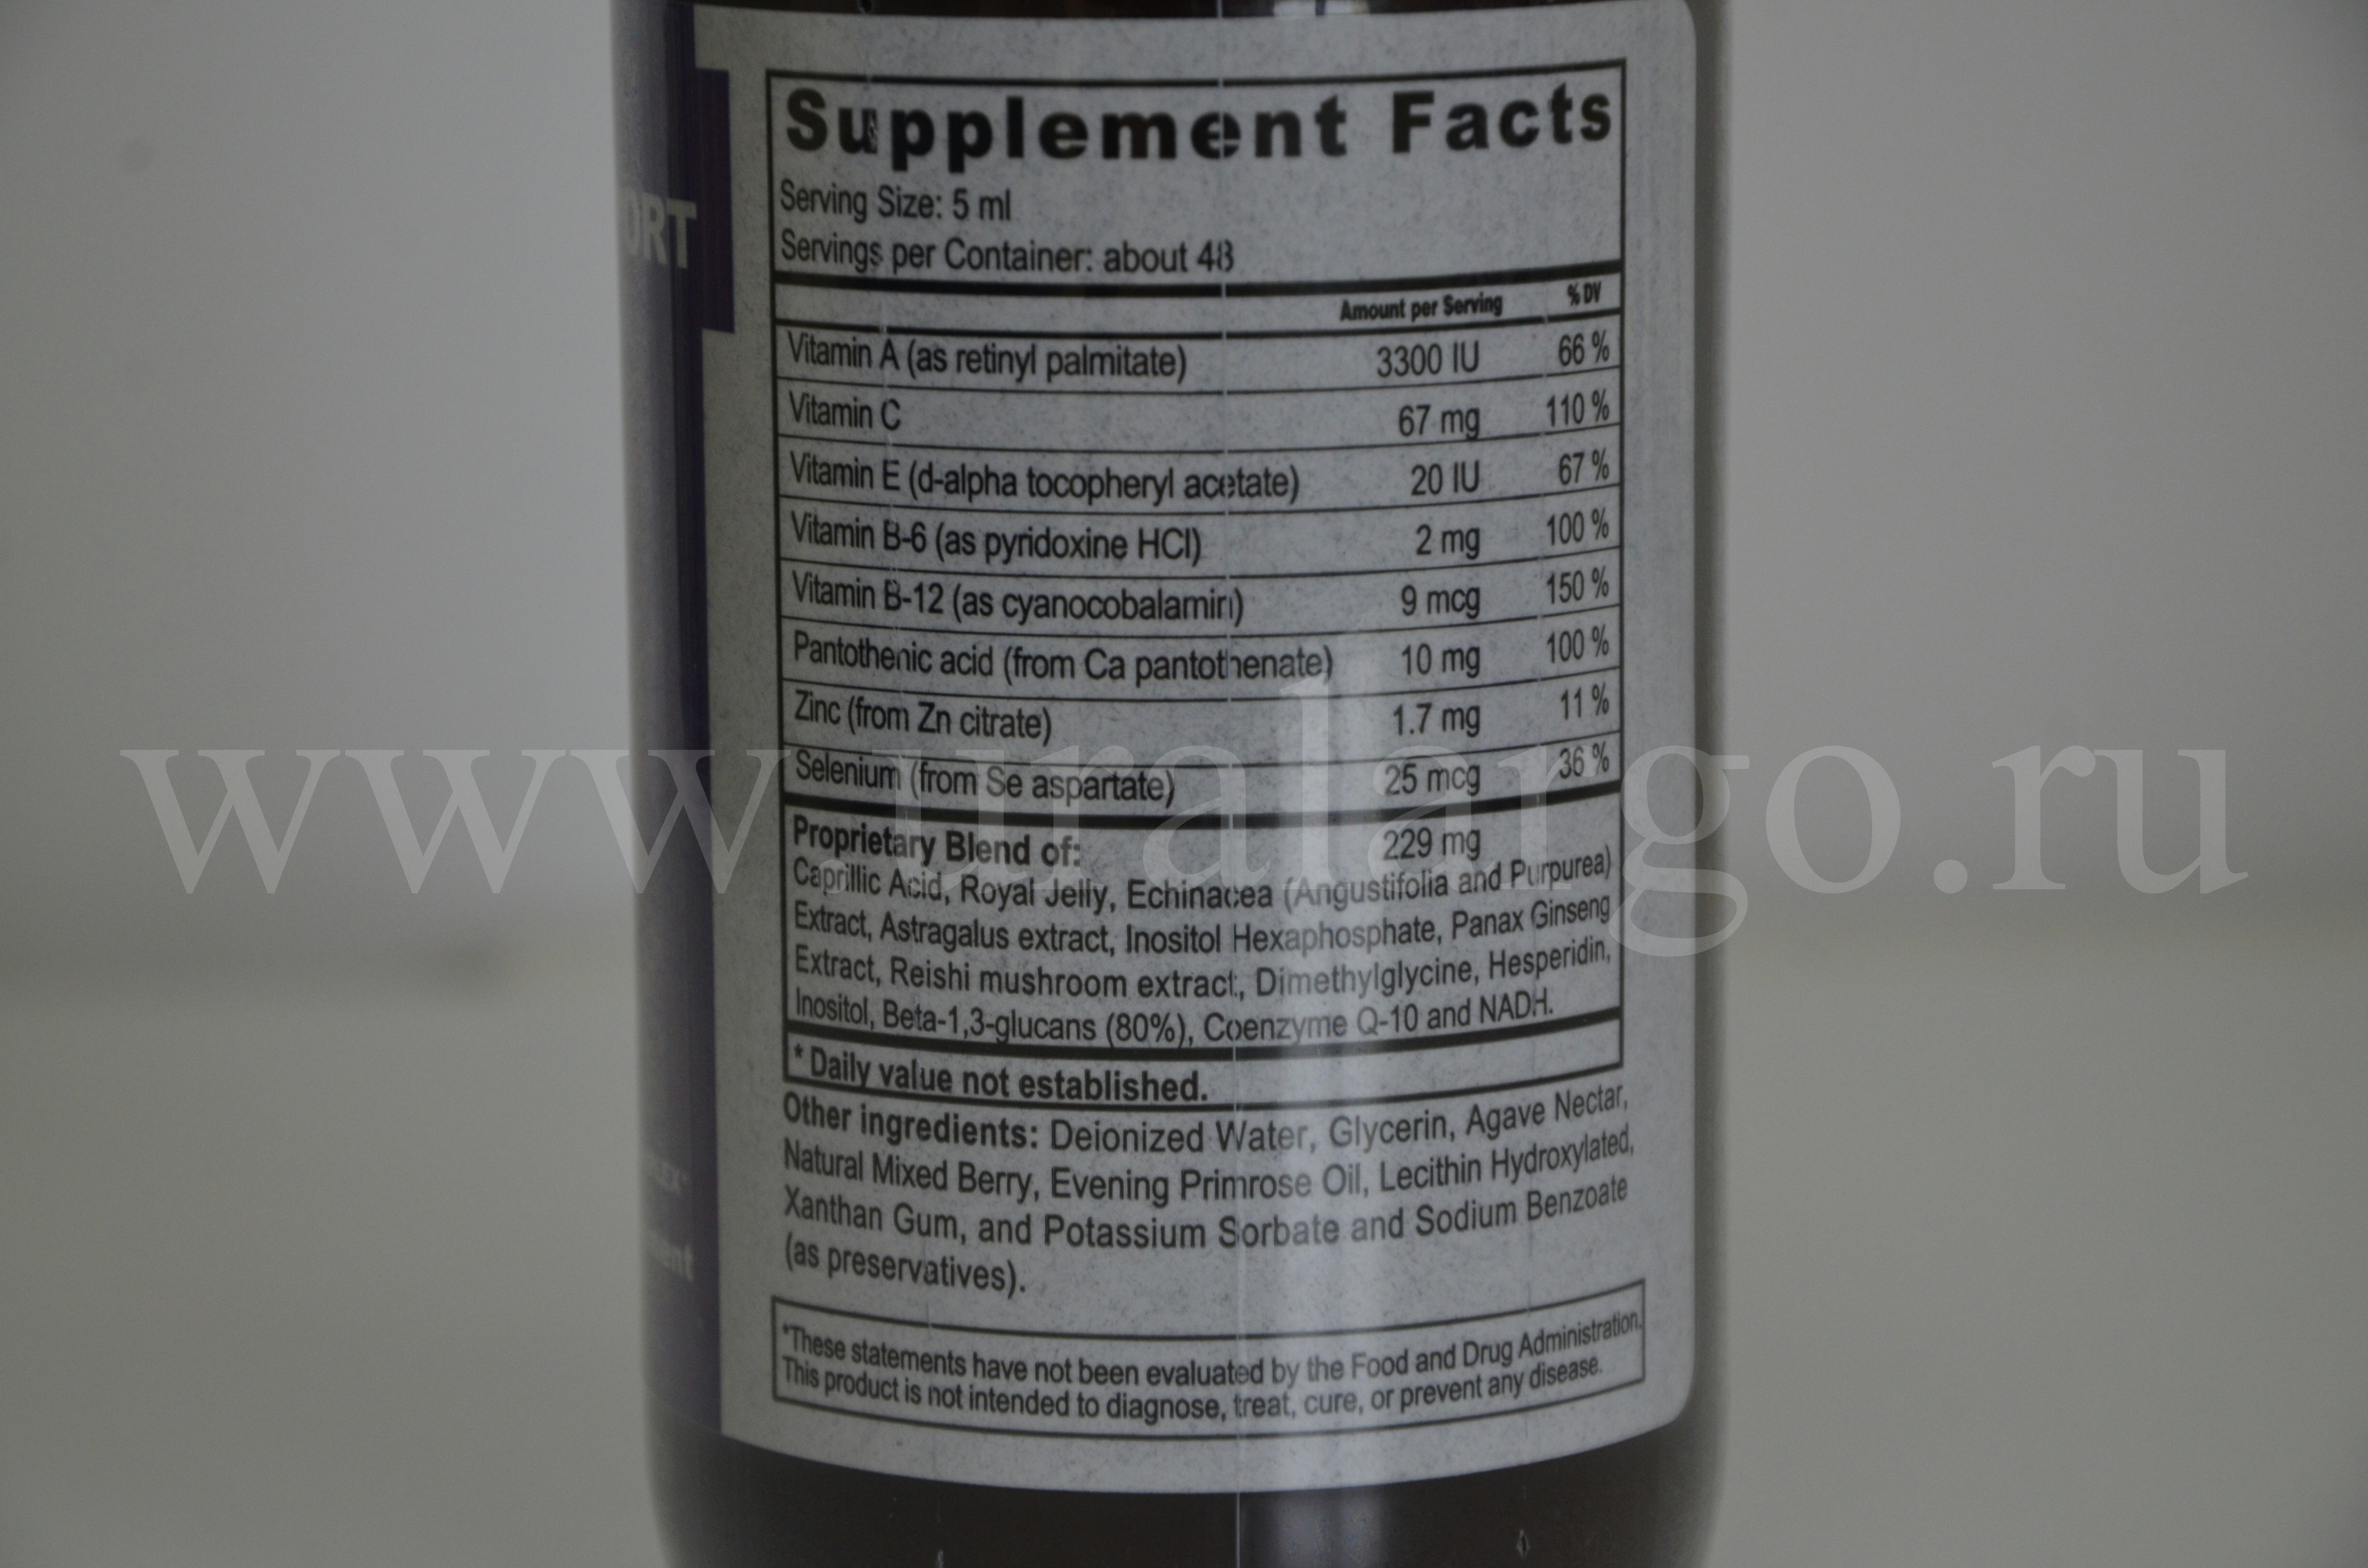 ORT
Supplement Facts
Serving Size: 5 ml
Servings per Container: about 48
Amount per Serving % DV
Vitamin A (as retinyl palmitate) 3300 IU 66 %
Vitamin C 67 mg 110 %
Vitamin E (d-alpha tocopheryl acetate) 20 IU 67 %
Vitamin B-6 (as pyridoxine HCl) 2 mg 100 %
Vitamin B-12 (as cyanocobalamin) 9 mcg 150 %
Pantothenic acid (from Ca pantothenate) 10 mg 100 %
Zinc (from Zn citrate) 1.7 mg 11 %
Selenium (from Se aspartate) 25 mcg 36 %
www.uralargo.ru
Proprietary Blend of: 229 mg
Caprillic Acid, Royal Jelly, Echinacea (Angustifolia and Purpurea)
Extract, Astragalus extract, Inositol Hexaphosphate, Panax Ginseng
Extract, Reishi mushroom extract, Dimethylglycine, Hesperidin,
Inositol, Beta-1,3-glucans (80%), Coenzyme Q-10 and NADH.
* Daily value not established.
Other ingredients: Deionized Water, Glycerin, Agave Nectar,
Natural Mixed Berry, Evening Primrose Oil, Lecithin Hydroxylated,
Xanthan Gum, and Potassium Sorbate and Sodium Benzoate
(as preservatives).
*These statements have not been evaluated by the Food and Drug Administration.
This product is not intended to diagnose, treat, cure, or prevent any disease.